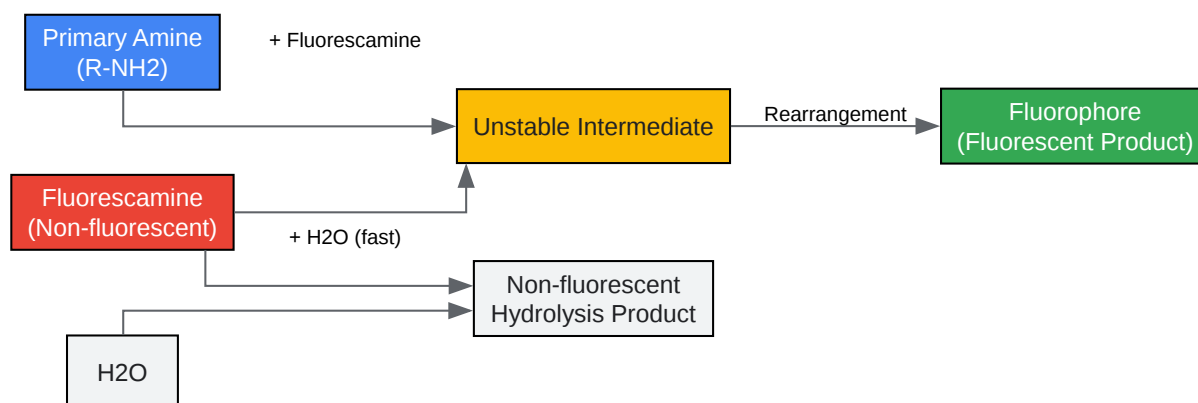 Primary Amine
(R-NH2)
+ Fluorescamine
Unstable Intermediate
Rearrangement
Fluorophore
(Fluorescent Product)
Fluorescamine
(Non-fluorescent)
+ H2O (fast)
Non-fluorescent
Hydrolysis Product
H2O